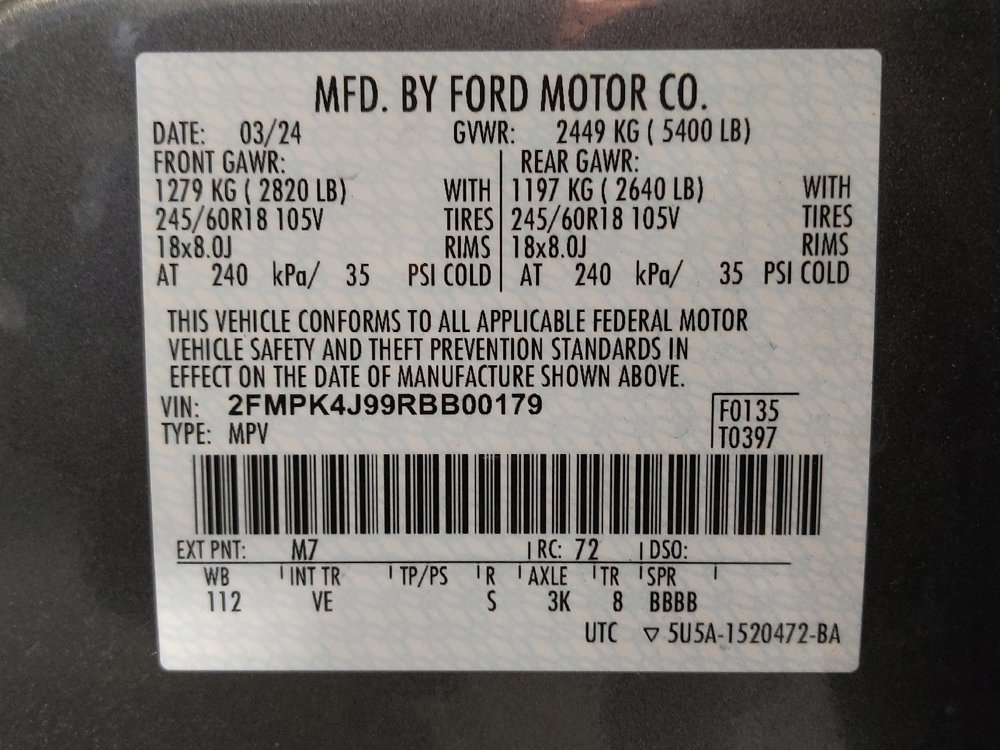 MFD. BY FORD MOTOR CO.
DATE: 03/24 GVWR: 2449 KG ( 5400 LB)
FRONT GAWR: REAR GAWR:
1279 KG ( 2820 LB) WITH 1197 KG ( 2640 LB) WITH
245/60R18 105V TIRES 245/60R18 105V TIRES
18x8.0J RIMS 18x8.0J RIMS
AT 240 kPa/ 35 PSI COLD AT 240 kPa/ 35 PSI COLD
THIS VEHICLE CONFORMS TO ALL APPLICABLE FEDERAL MOTOR
VEHICLE SAFETY AND THEFT PREVENTION STANDARDS IN
EFFECT ON THE DATE OF MANUFACTURE SHOWN ABOVE.
VIN: 2FMPK4J99RBB00179 F0135
TYPE: MPV T0397
EXT PNT: M7 RC: 72 DSO:
WB INT TR TP/PS R AXLE TR SPR
112 VE S 3K 8 BBBB
UTC ▽ 5U5A-1520472-BA